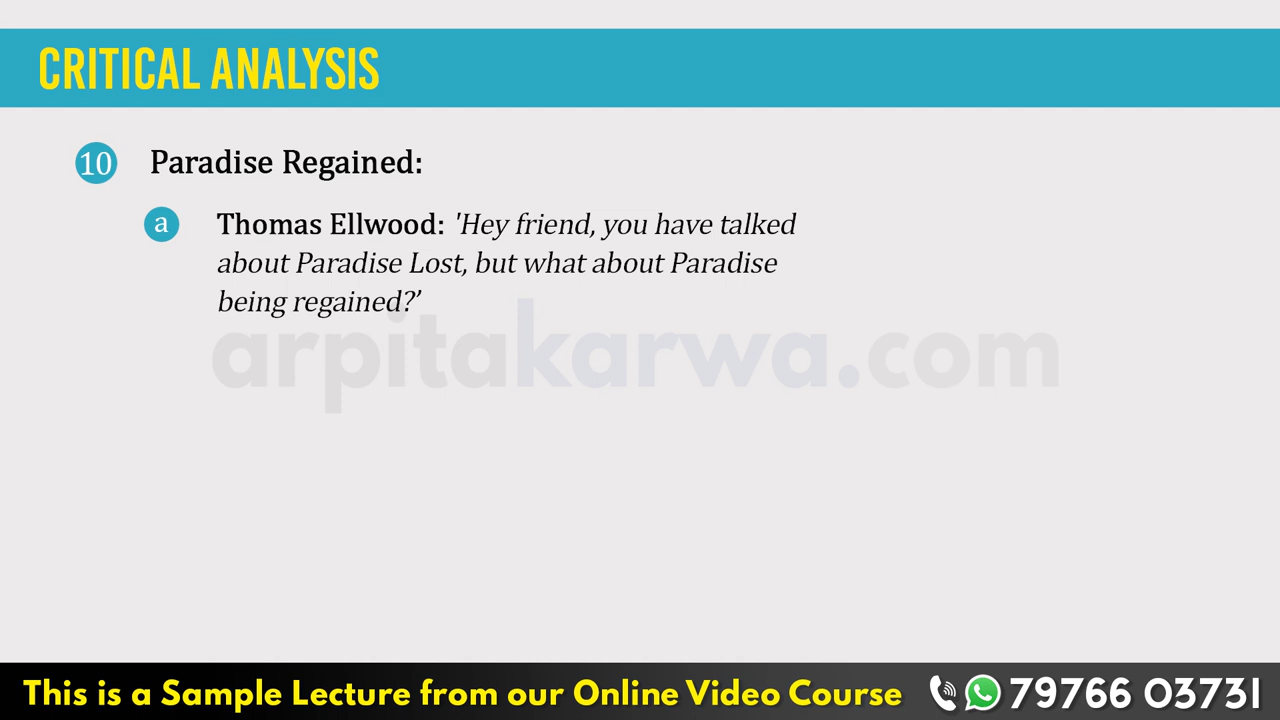 CRITICAL ANALYSIS
10 Paradise Regained:
a Thomas Ellwood: 'Hey friend, you have talked
about Paradise Lost, but what about Paradise
being regained?’
arpitakarwa.com
This is a Sample Lecture from our Online Video Course 79766 03731